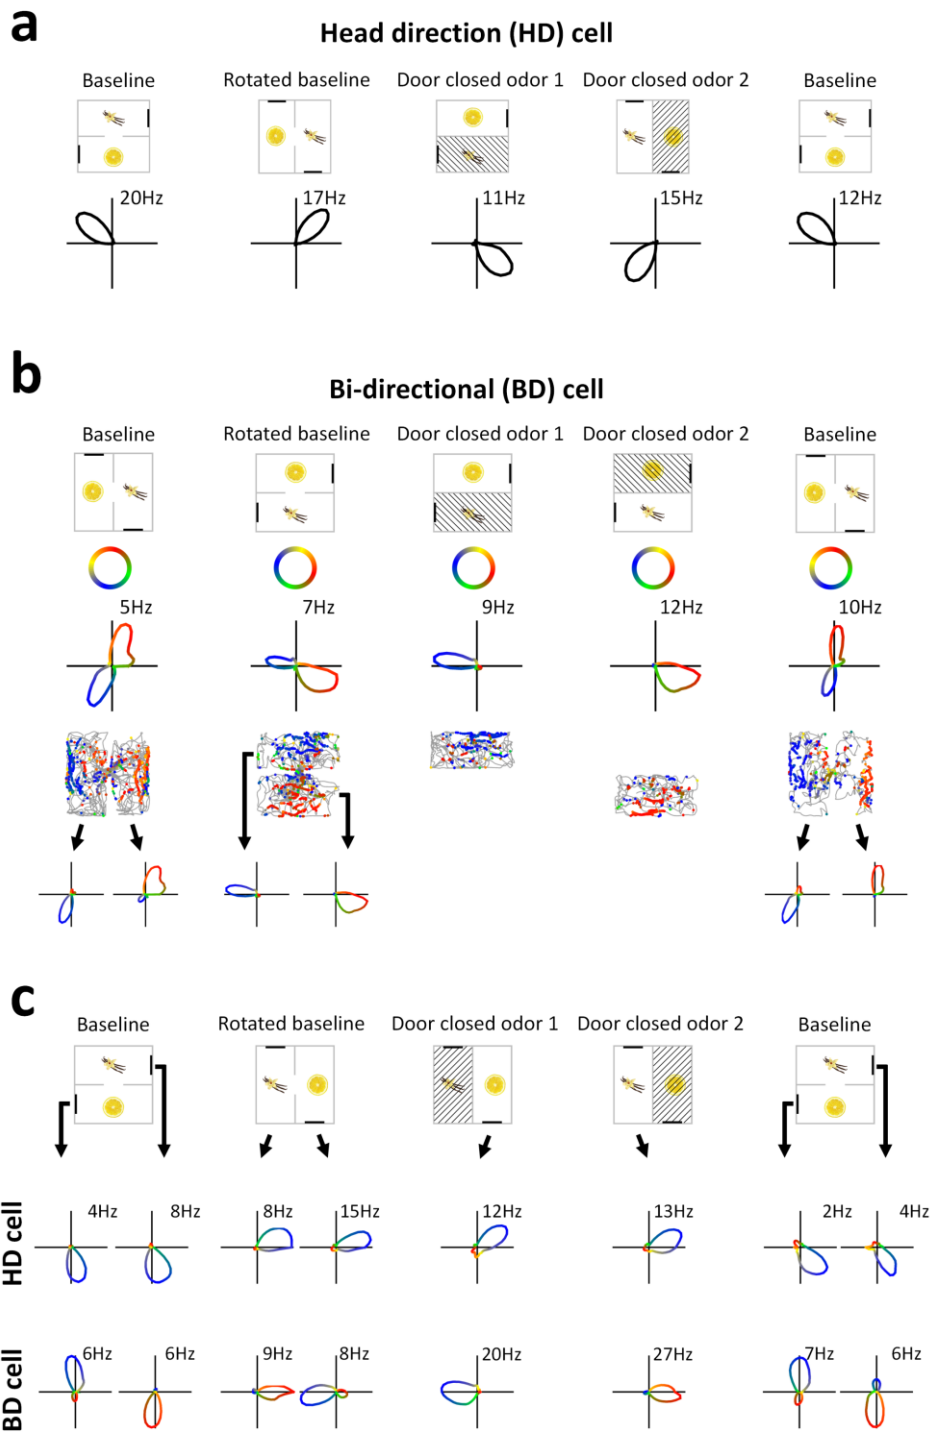 a
Head direction (HD) cell
Baseline Rotated baseline Door closed odor 1 Door closed odor 2 Baseline
20Hz 17Hz 11Hz 15Hz 12Hz
b
Bi-directional (BD) cell
Baseline Rotated baseline Door closed odor 1 Door closed odor 2 Baseline
5Hz 7Hz 9Hz 12Hz 10Hz
c
Baseline Rotated baseline Door closed odor 1 Door closed odor 2 Baseline
HD cell
4Hz 8Hz 8Hz 15Hz 12Hz 13Hz 2Hz 4Hz
BD cell
6Hz 6Hz 9Hz 8Hz 20Hz 27Hz 7Hz 6Hz